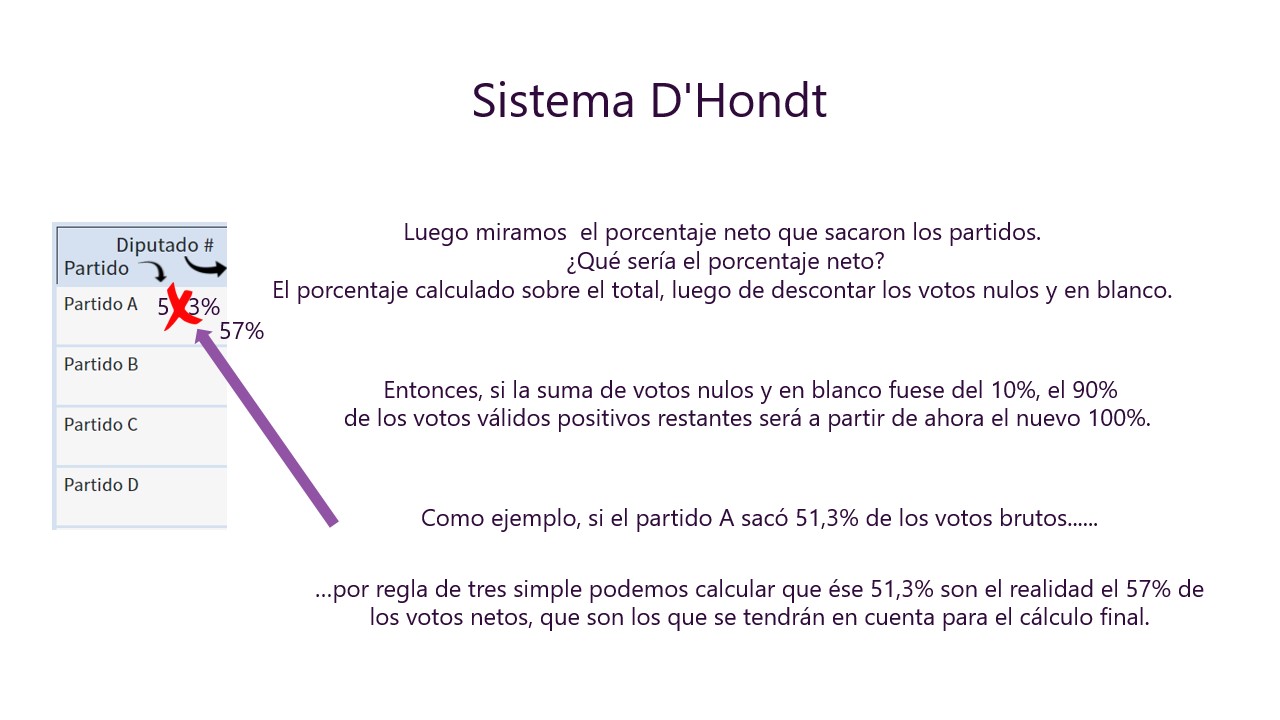 Sistema D'Hondt
Diputado #
Partido
Partido A
3%
57%
Partido B
Partido C
Partido D
Luego miramos el porcentaje neto que sacaron los partidos.
¿Qué sería el porcentaje neto?
El porcentaje calculado sobre el total, luego de descontar los votos nulos y en blanco.
Entonces, si la suma de votos nulos y en blanco fuese del 10%, el 90%
de los votos válidos positivos restantes será a partir de ahora el nuevo 100%.
Como ejemplo, si el partido A sacó 51,3% de los votos brutos......
...por regla de tres simple podemos calcular que ése 51,3% son el realidad el 57% de
los votos netos, que son los que se tendrán en cuenta para el cálculo final.